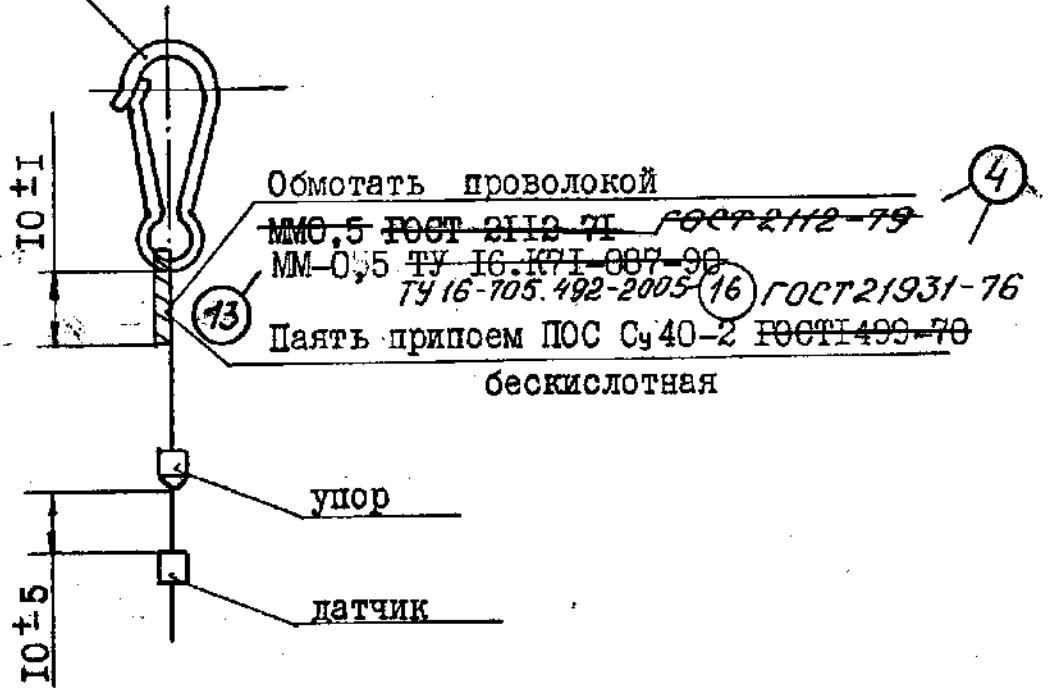 10±1
Обмотать проволокой
4
ММ0,5 ГОСТ 2112-71 ГОСТ 2112-79
ММ-0,5 ТУ 16.К71-087-90
13
ТУ 16-705.492-2005 16 ГОСТ 21931-76
Паять припоем ПОС Су 40-2 ГОСТ1499-70
бескислотная
упор
10±5
датчик